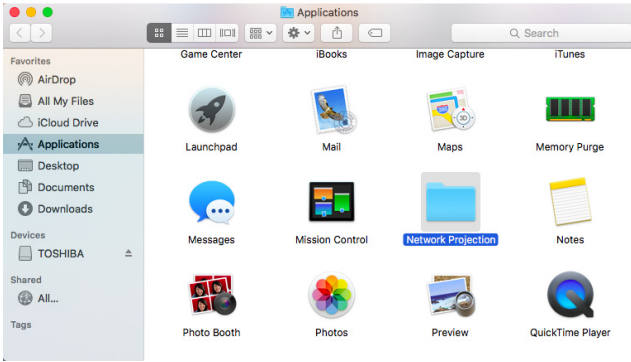 Applications
Search
Favorites
AirDrop
All My Files
iCloud Drive
Applications
Desktop
Documents
Downloads
Devices
TOSHIBA
Shared
All...
Tags
Game Center iBooks Image Capture iTunes
Launchpad Mail Maps Memory Purge
3D
Messages Mission Control Network Projection Notes
Photo Booth Photos Preview QuickTime Player